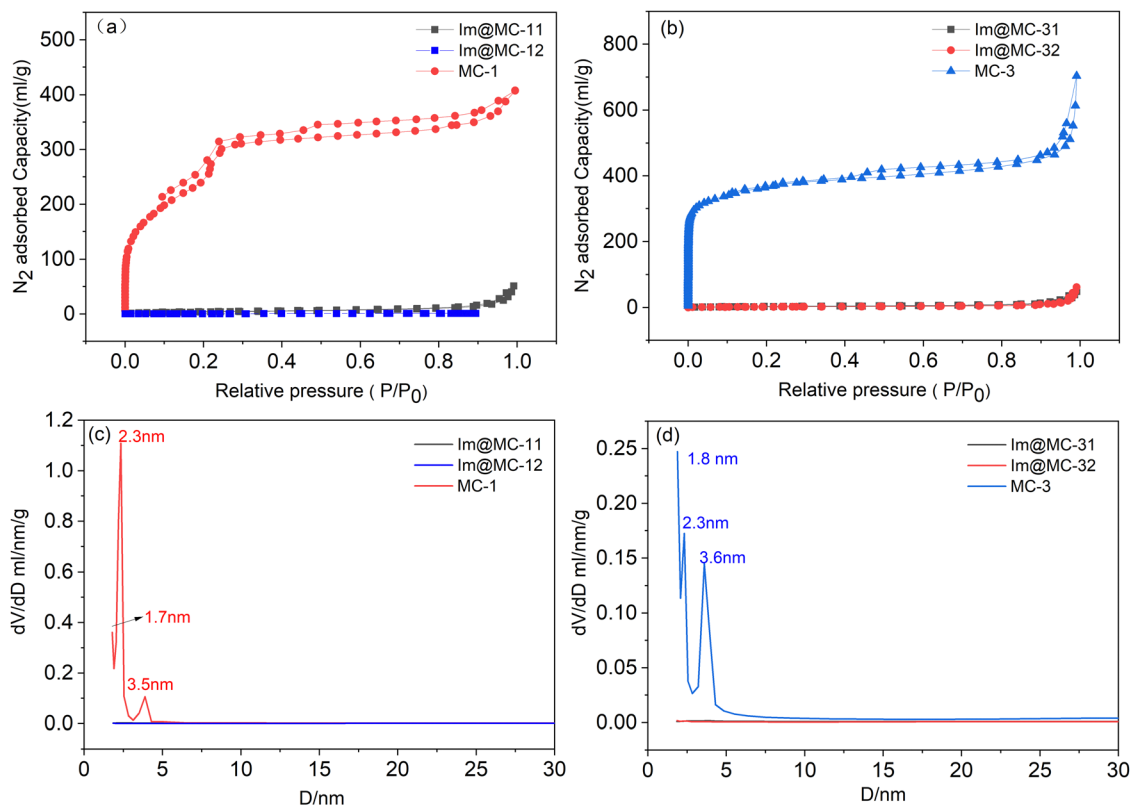 (a)
Im@MC-11
Im@MC-12
MC-1
500
400
300
200
100
0
N2 adsorbed Capacity(ml/g)
0.0 0.2 0.4 0.6 0.8 1.0
Relative pressure ( P/P0)
(b)
Im@MC-31
Im@MC-32
MC-3
800
600
400
200
0
N2 adsorbed Capacity(ml/g)
0.0 0.2 0.4 0.6 0.8 1.0
Relative pressure ( P/P0)
(c)
2.3nm
Im@MC-11
Im@MC-12
MC-1
1.7nm
3.5nm
1.2
1.0
0.8
0.6
0.4
0.2
0.0
dV/dD ml/nm/g
0 5 10 15 20 25 30
D/nm
(d)
1.8 nm
2.3nm
3.6nm
Im@MC-31
Im@MC-32
MC-3
0.25
0.20
0.15
0.10
0.05
0.00
dV/dD ml/nm/g
0 5 10 15 20 25 30
D/nm